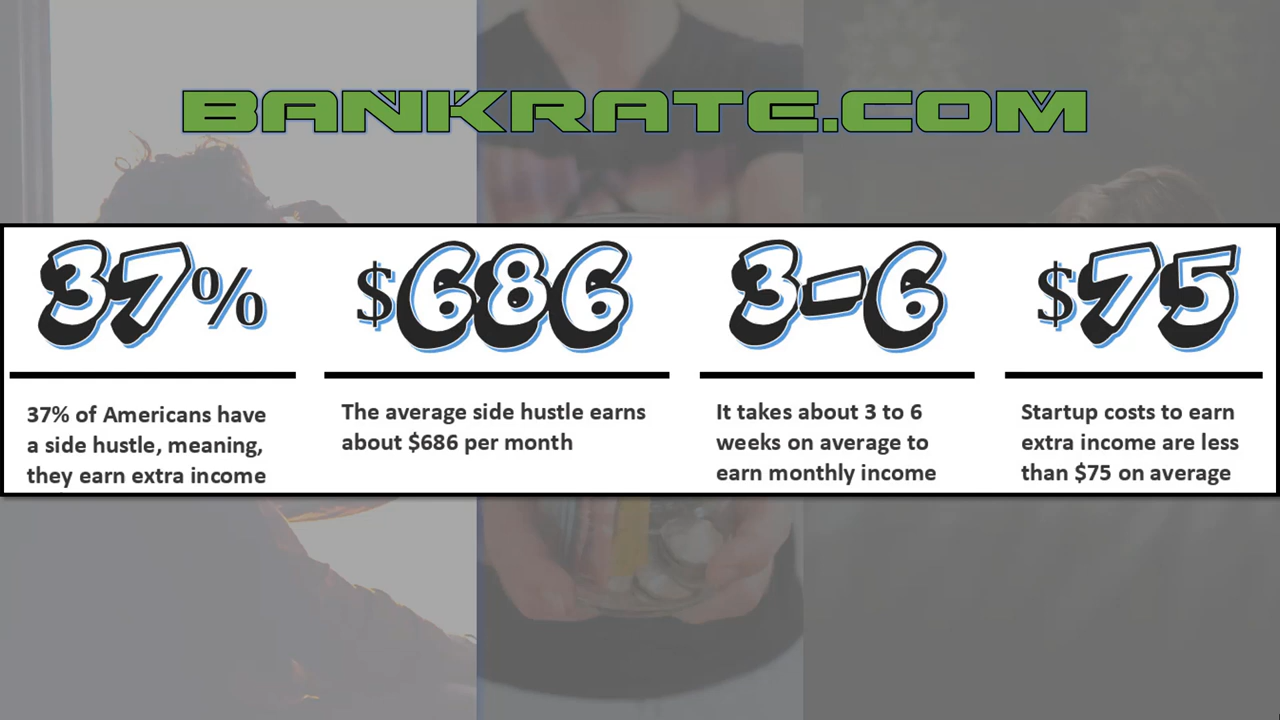 BANKRATE.COM
37%
37% of Americans have
a side hustle, meaning,
they earn extra income
$686
The average side hustle earns
about $686 per month
3-6
It takes about 3 to 6
weeks on average to
earn monthly income
$75
Startup costs to earn
extra income are less
than $75 on average